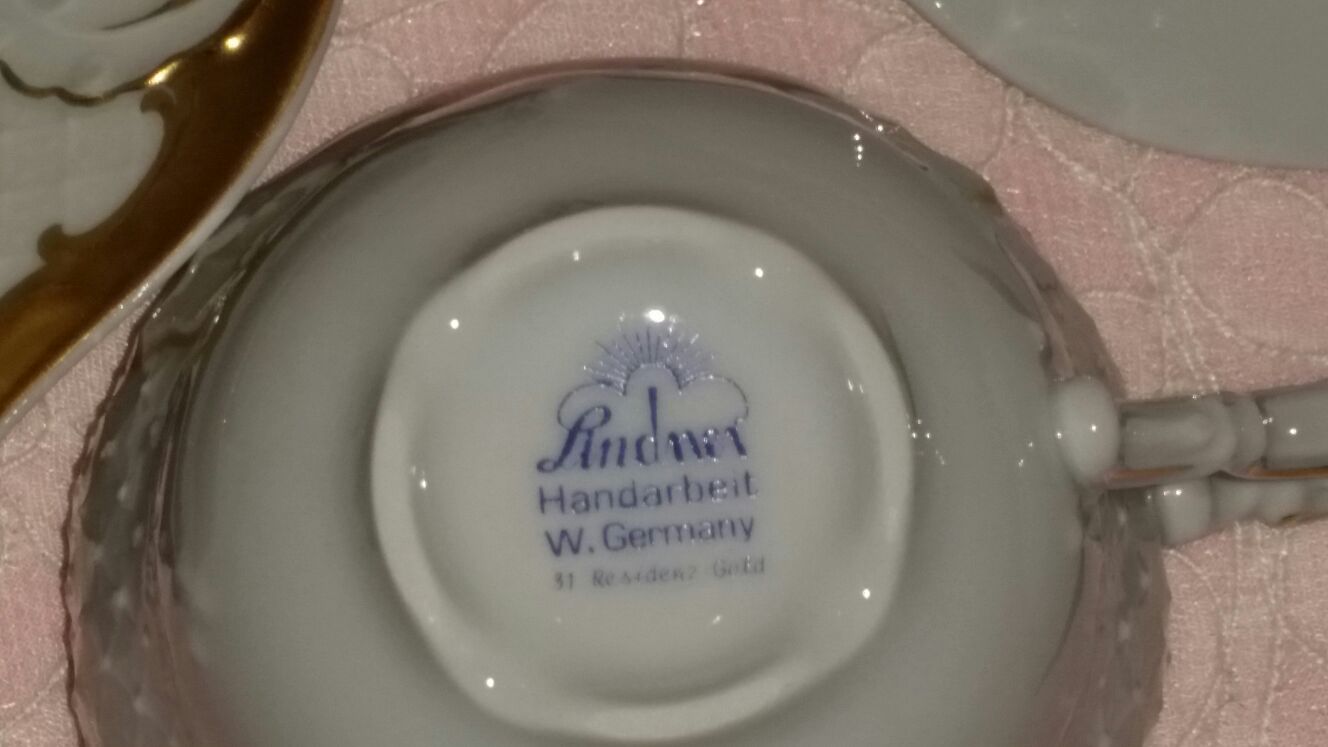 Lindner
Handarbeit
W. Germany
31 Residenz Gold